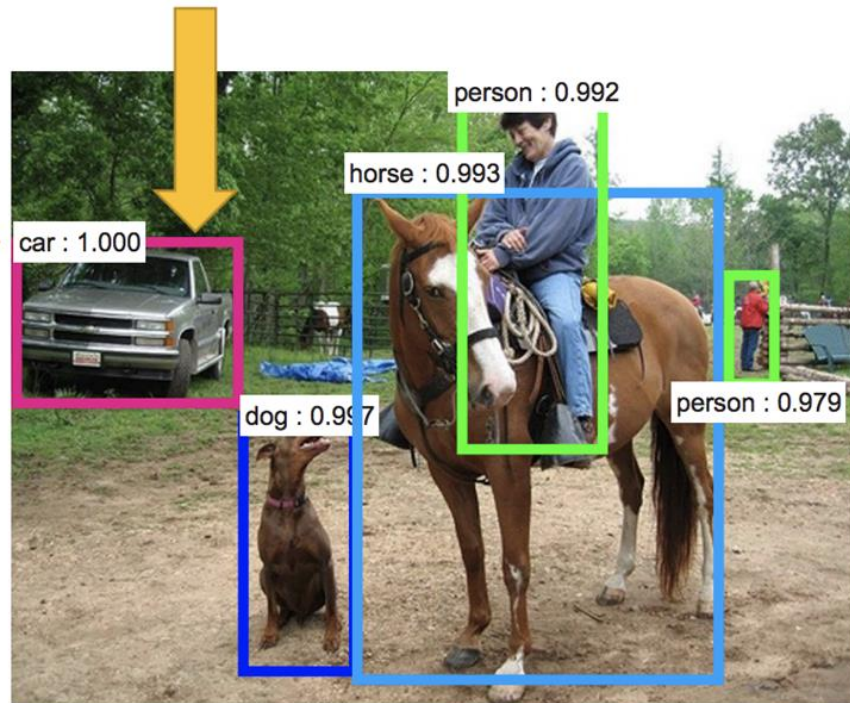 person : 0.992
horse : 0.993
car : 1.000
dog : 0.997
person : 0.979